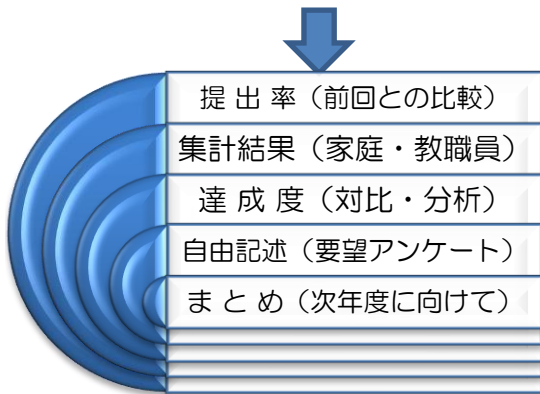 提 出 率（前回との比較）
集計結果（家庭・教職員）
達 成 度（対比・分析）
自由記述（要望アンケート）
ま と め（次年度に向けて）